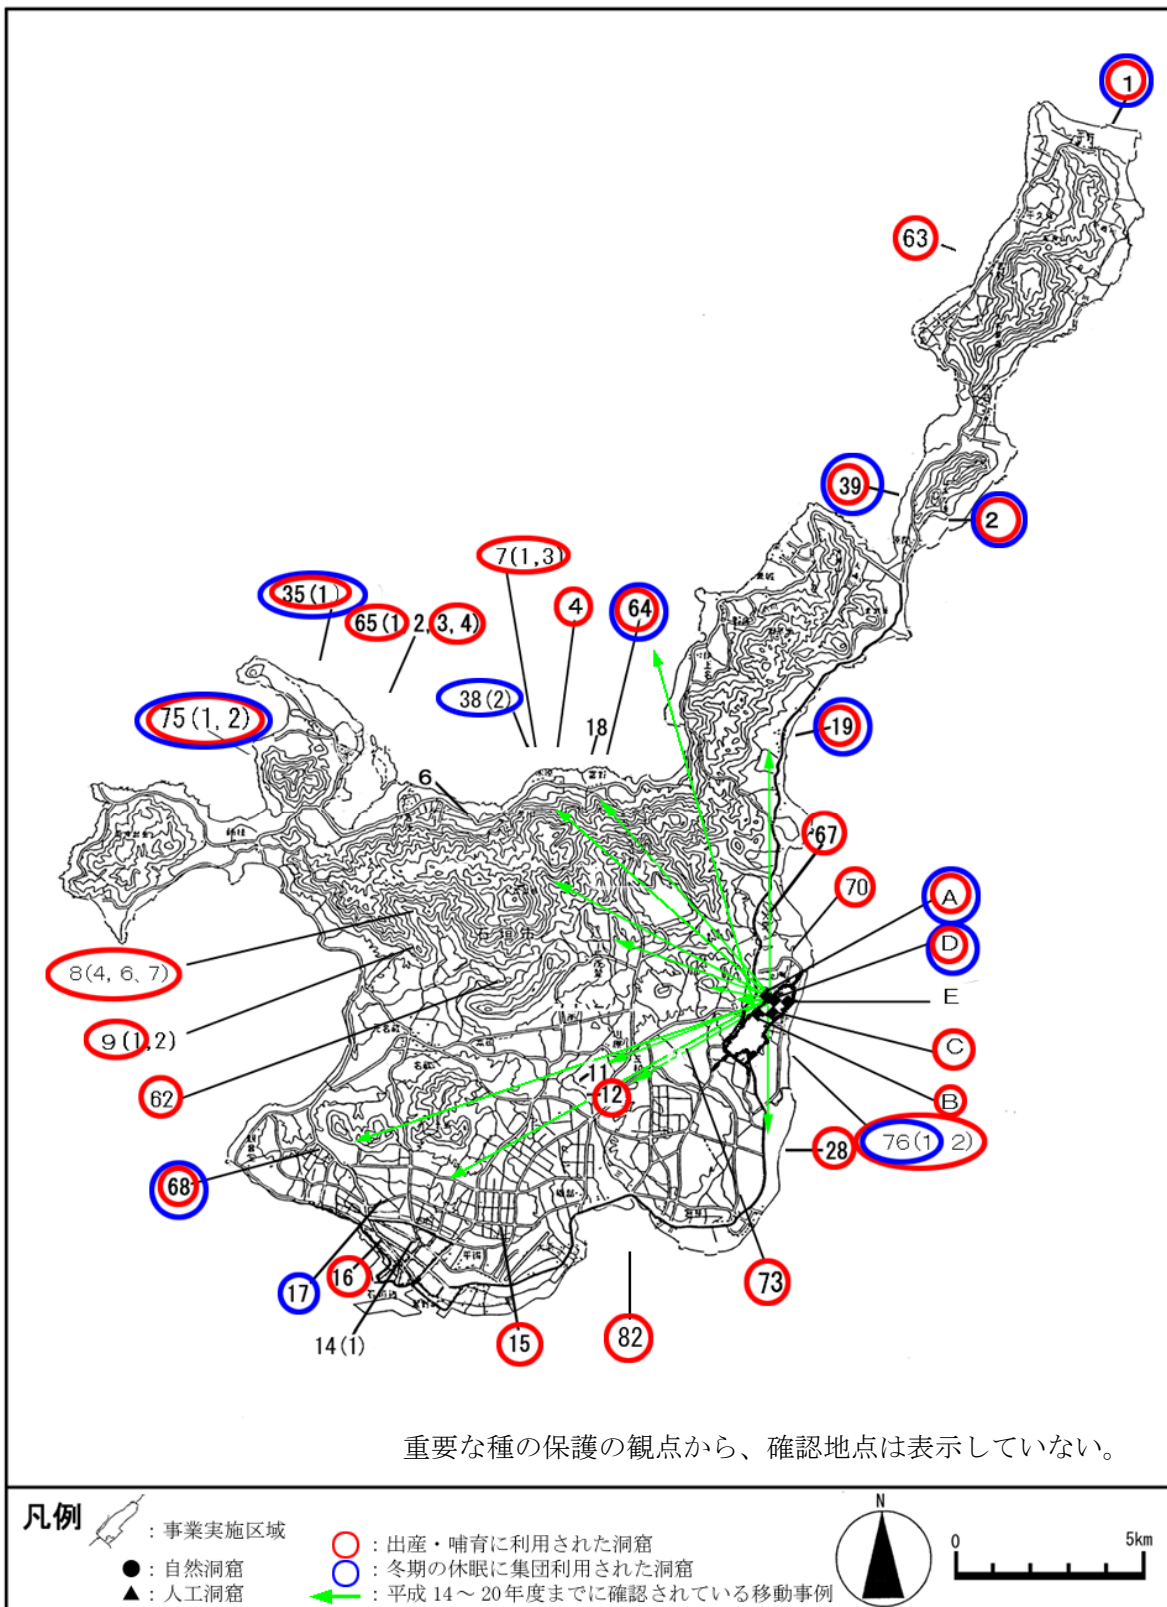 1
63
39
2
7(1,3)
35(1)
4
64
65(1, 2, 3, 4)
38(2)
75(1, 2)
18
19
6
67
70
A
石垣市
D
8(4, 6、7)
E
9(1,2)
C
11
62
12
B
76(1 2)
28
68
17
16
73
14(1)
15
82
重要な種の保護の観点から、確認地点は表示していない。
凡例
：事業実施区域
●：自然洞窟
▲：人工洞窟
：出産・哺育に利用された洞窟
：冬期の休眠に集団利用された洞窟
：平成 14～20年度までに確認されている移動事例
N
0
5km